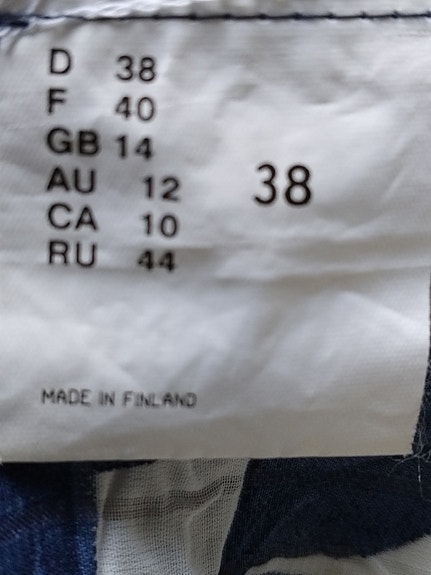 D 38
F 40
GB 14
AU 12
CA 10
RU 44
38
MADE IN FINLAND